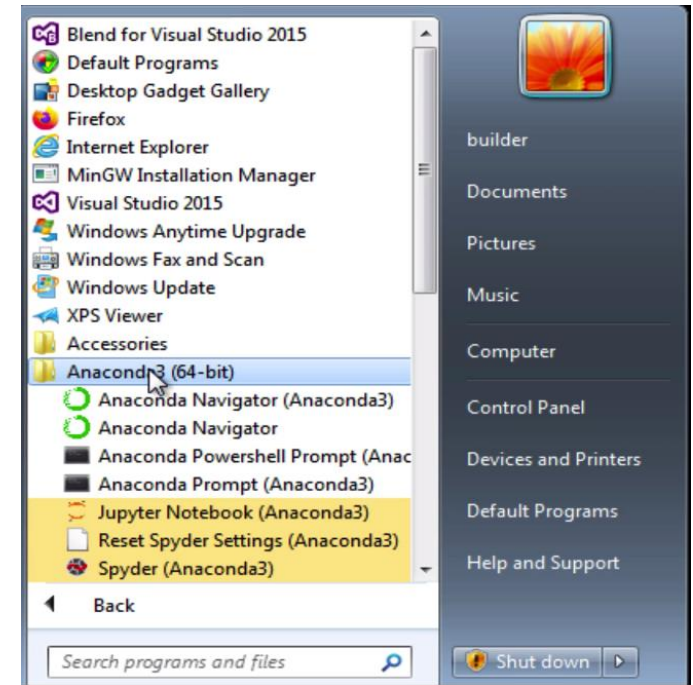 Blend for Visual Studio 2015
Default Programs
Desktop Gadget Gallery
Firefox
Internet Explorer
MinGW Installation Manager
Visual Studio 2015
Windows Anytime Upgrade
Windows Fax and Scan
Windows Update
XPS Viewer
Accessories
Anaconda3 (64-bit)
Anaconda Navigator (Anaconda3)
Anaconda Navigator
Anaconda Powershell Prompt (Anac
Anaconda Prompt (Anaconda3)
Jupyter Notebook (Anaconda3)
Reset Spyder Settings (Anaconda3)
Spyder (Anaconda3)
Back
Search programs and files
builder
Documents
Pictures
Music
Computer
Control Panel
Devices and Printers
Default Programs
Help and Support
Shut down